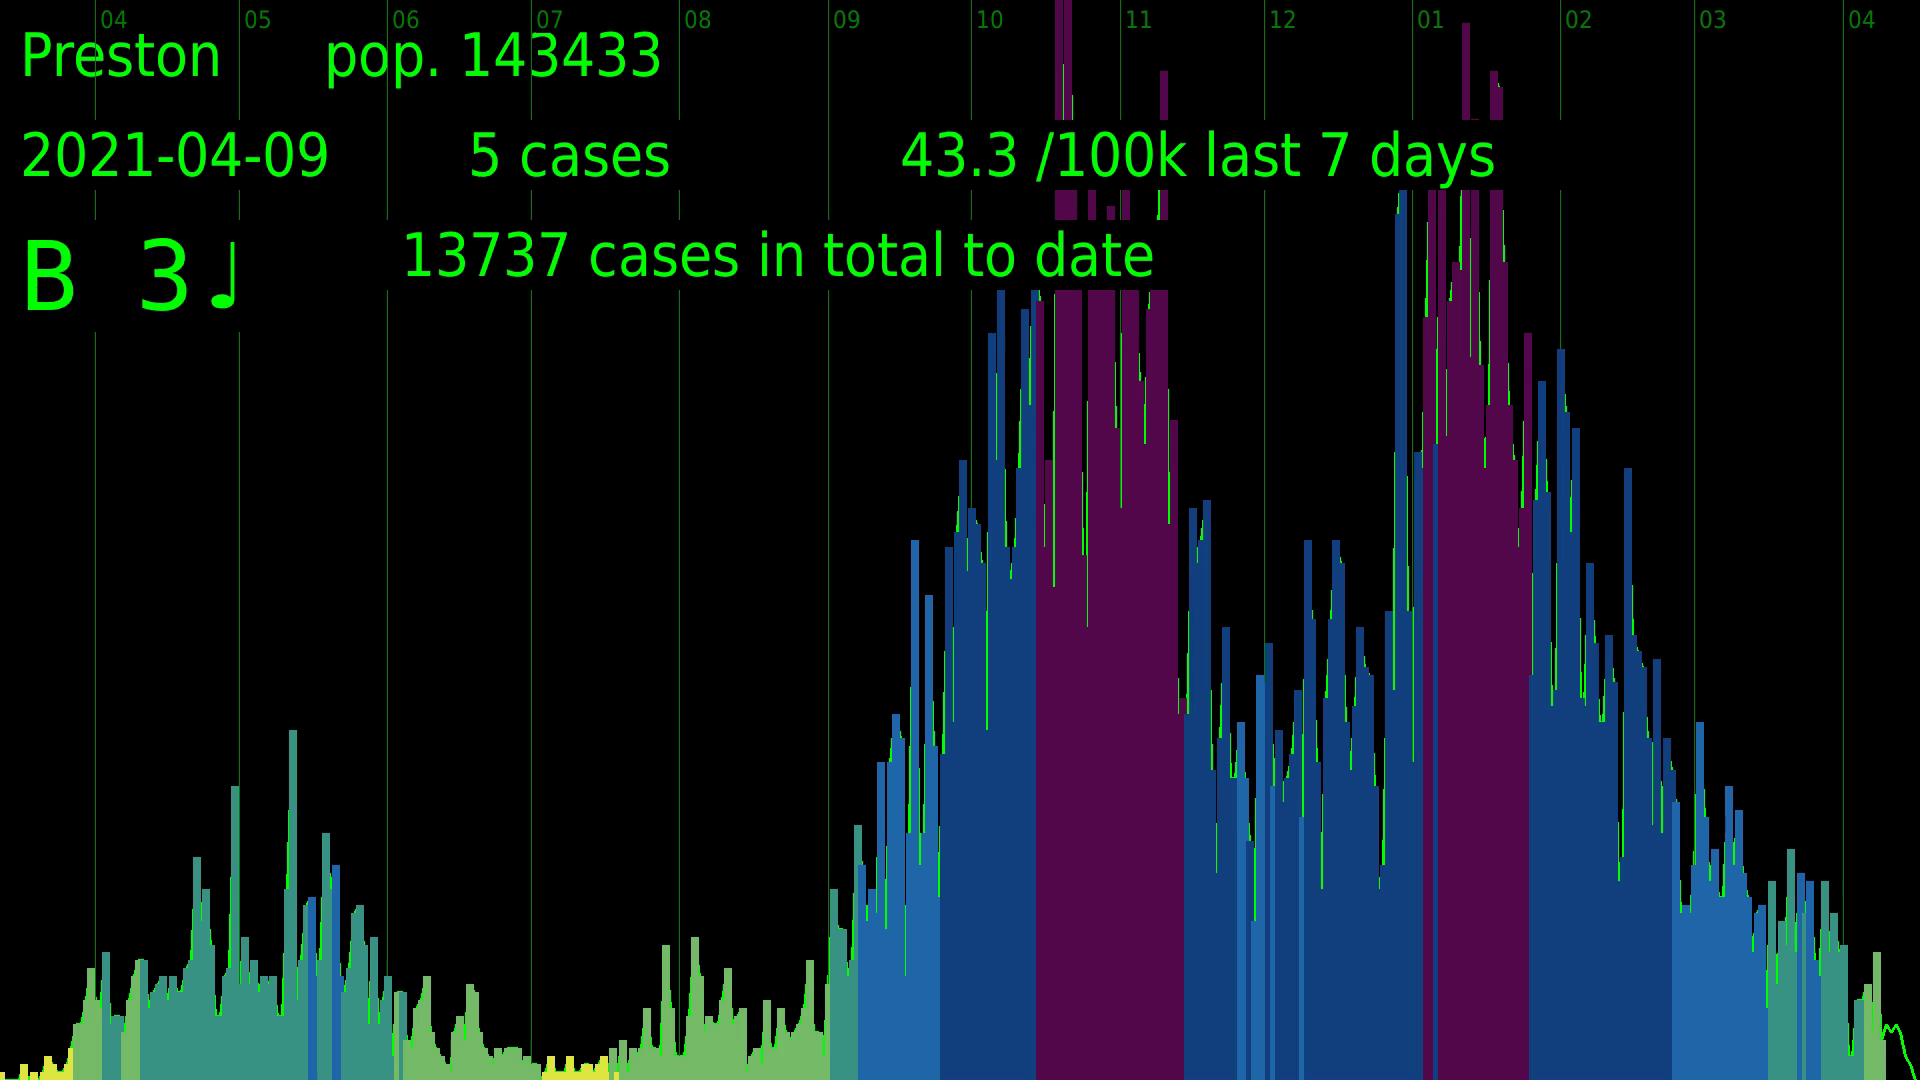 04 05 06 07 08 09 10 11 12 01 02 03 04
Preston pop. 143433
2021-04-09 5 cases 43.3 /100k last 7 days
B 3♩ 13737 cases in total to date